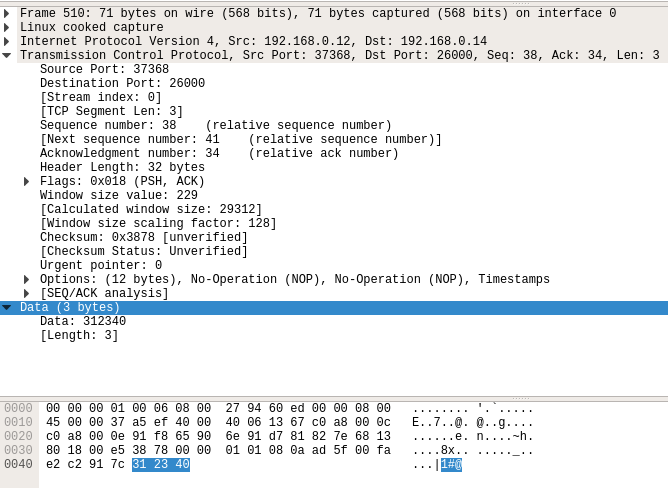 Frame 510: 71 bytes on wire (568 bits), 71 bytes captured (568 bits) on interface 0
Linux cooked capture
Internet Protocol Version 4, Src: 192.168.0.12, Dst: 192.168.0.14
Transmission Control Protocol, Src Port: 37368, Dst Port: 26000, Seq: 38, Ack: 34, Len: 3
Source Port: 37368
Destination Port: 26000
[Stream index: 0]
[TCP Segment Len: 3]
Sequence number: 38    (relative sequence number)
[Next sequence number: 41    (relative sequence number)]
Acknowledgment number: 34    (relative ack number)
Header Length: 32 bytes
Flags: 0x018 (PSH, ACK)
Window size value: 229
[Calculated window size: 29312]
[Window size scaling factor: 128]
Checksum: 0x3878 [unverified]
[Checksum Status: Unverified]
Urgent pointer: 0
Options: (12 bytes), No-Operation (NOP), No-Operation (NOP), Timestamps
[SEQ/ACK analysis]
Data (3 bytes)
Data: 312340
[Length: 3]
0000  00 00 00 01 00 06 08 00  27 94 60 ed 00 00 08 00   ........ '.`.....
0010  45 00 00 37 a5 ef 40 00  40 06 13 67 c0 a8 00 0c   E..7..@. @..g....
0020  c0 a8 00 0e 91 f8 65 90  6e 91 d7 81 82 7e 68 13   ......e. n....~h.
0030  80 18 00 e5 38 78 00 00  01 01 08 0a ad 5f 00 fa   ....8x.. ....._..
0040  e2 c2 91 7c 31 23 40   ...|1#@